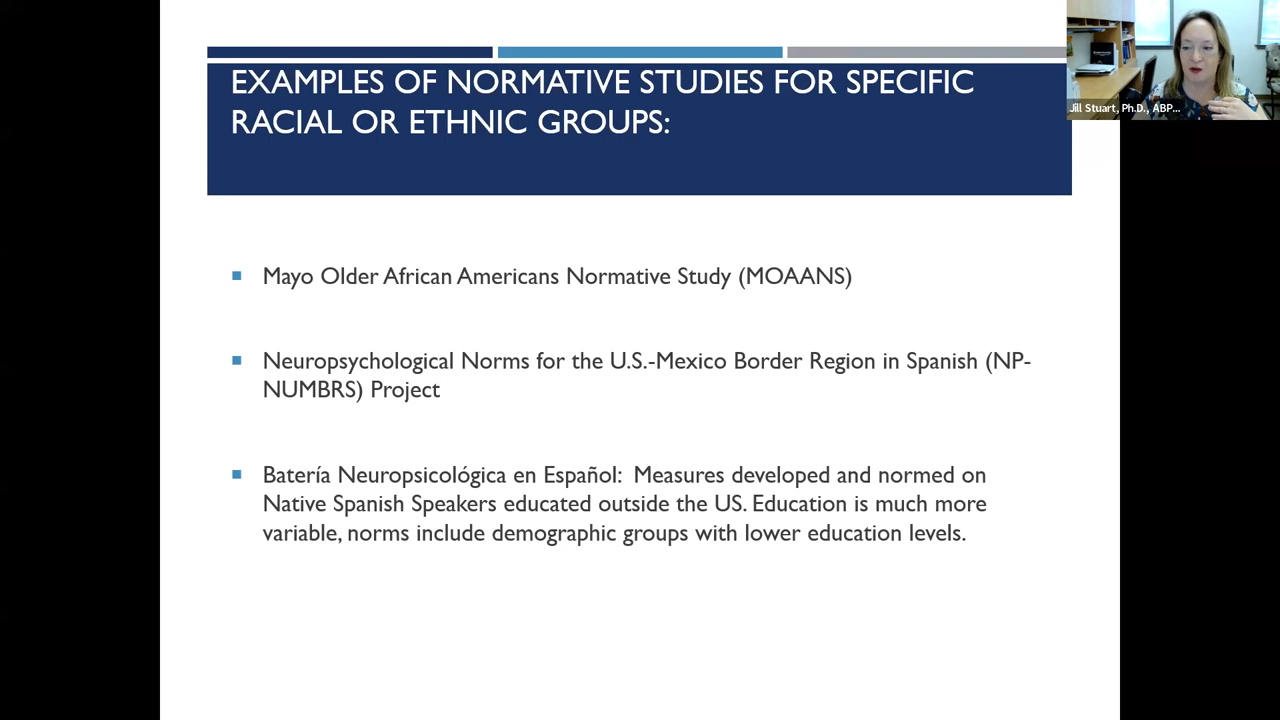 EXAMPLES OF NORMATIVE STUDIES FOR SPECIFIC
RACIAL OR ETHNIC GROUPS:
Jill Stuart, Ph.D., ABP...
Mayo Older African Americans Normative Study (MOAANS)
Neuropsychological Norms for the U.S.-Mexico Border Region in Spanish (NP-
NUMBRS) Project
Batería Neuropsicológica en Español: Measures developed and normed on
Native Spanish Speakers educated outside the US. Education is much more
variable, norms include demographic groups with lower education levels.